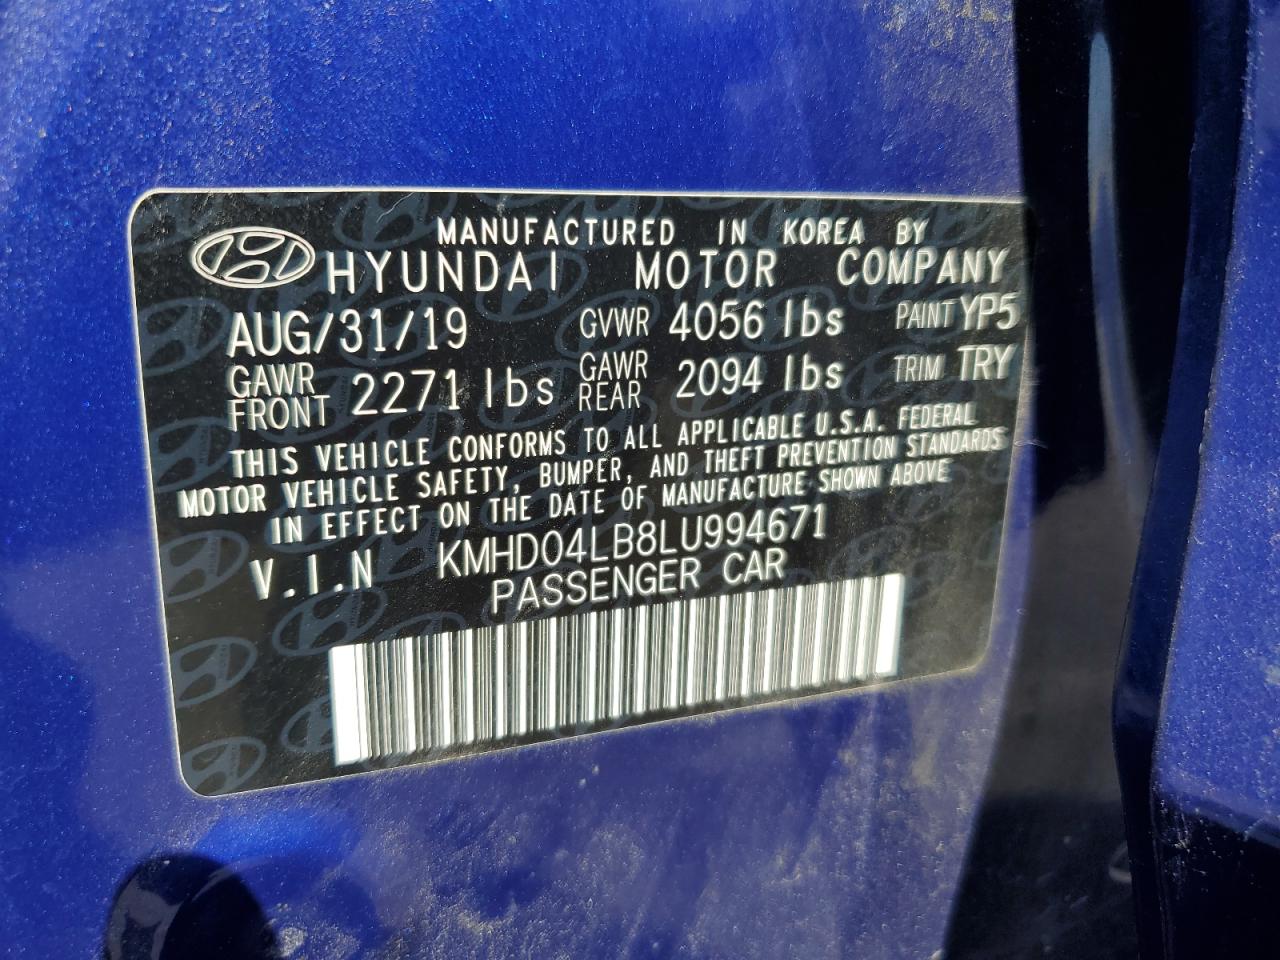 MANUFACTURED IN KOREA BY
HYUNDAI MOTOR COMPANY
AUG/31/19 GVWR 4056 lbs PAINT YP5
GAWR FRONT 2271 lbs GAWR REAR 2094 lbs TRIM TRY
THIS VEHICLE CONFORMS TO ALL APPLICABLE U.S.A. FEDERAL
MOTOR VEHICLE SAFETY, BUMPER, AND THEFT PREVENTION STANDARDS
IN EFFECT ON THE DATE OF MANUFACTURE SHOWN ABOVE
V.I.N KMHD04LB8LU994671
PASSENGER CAR